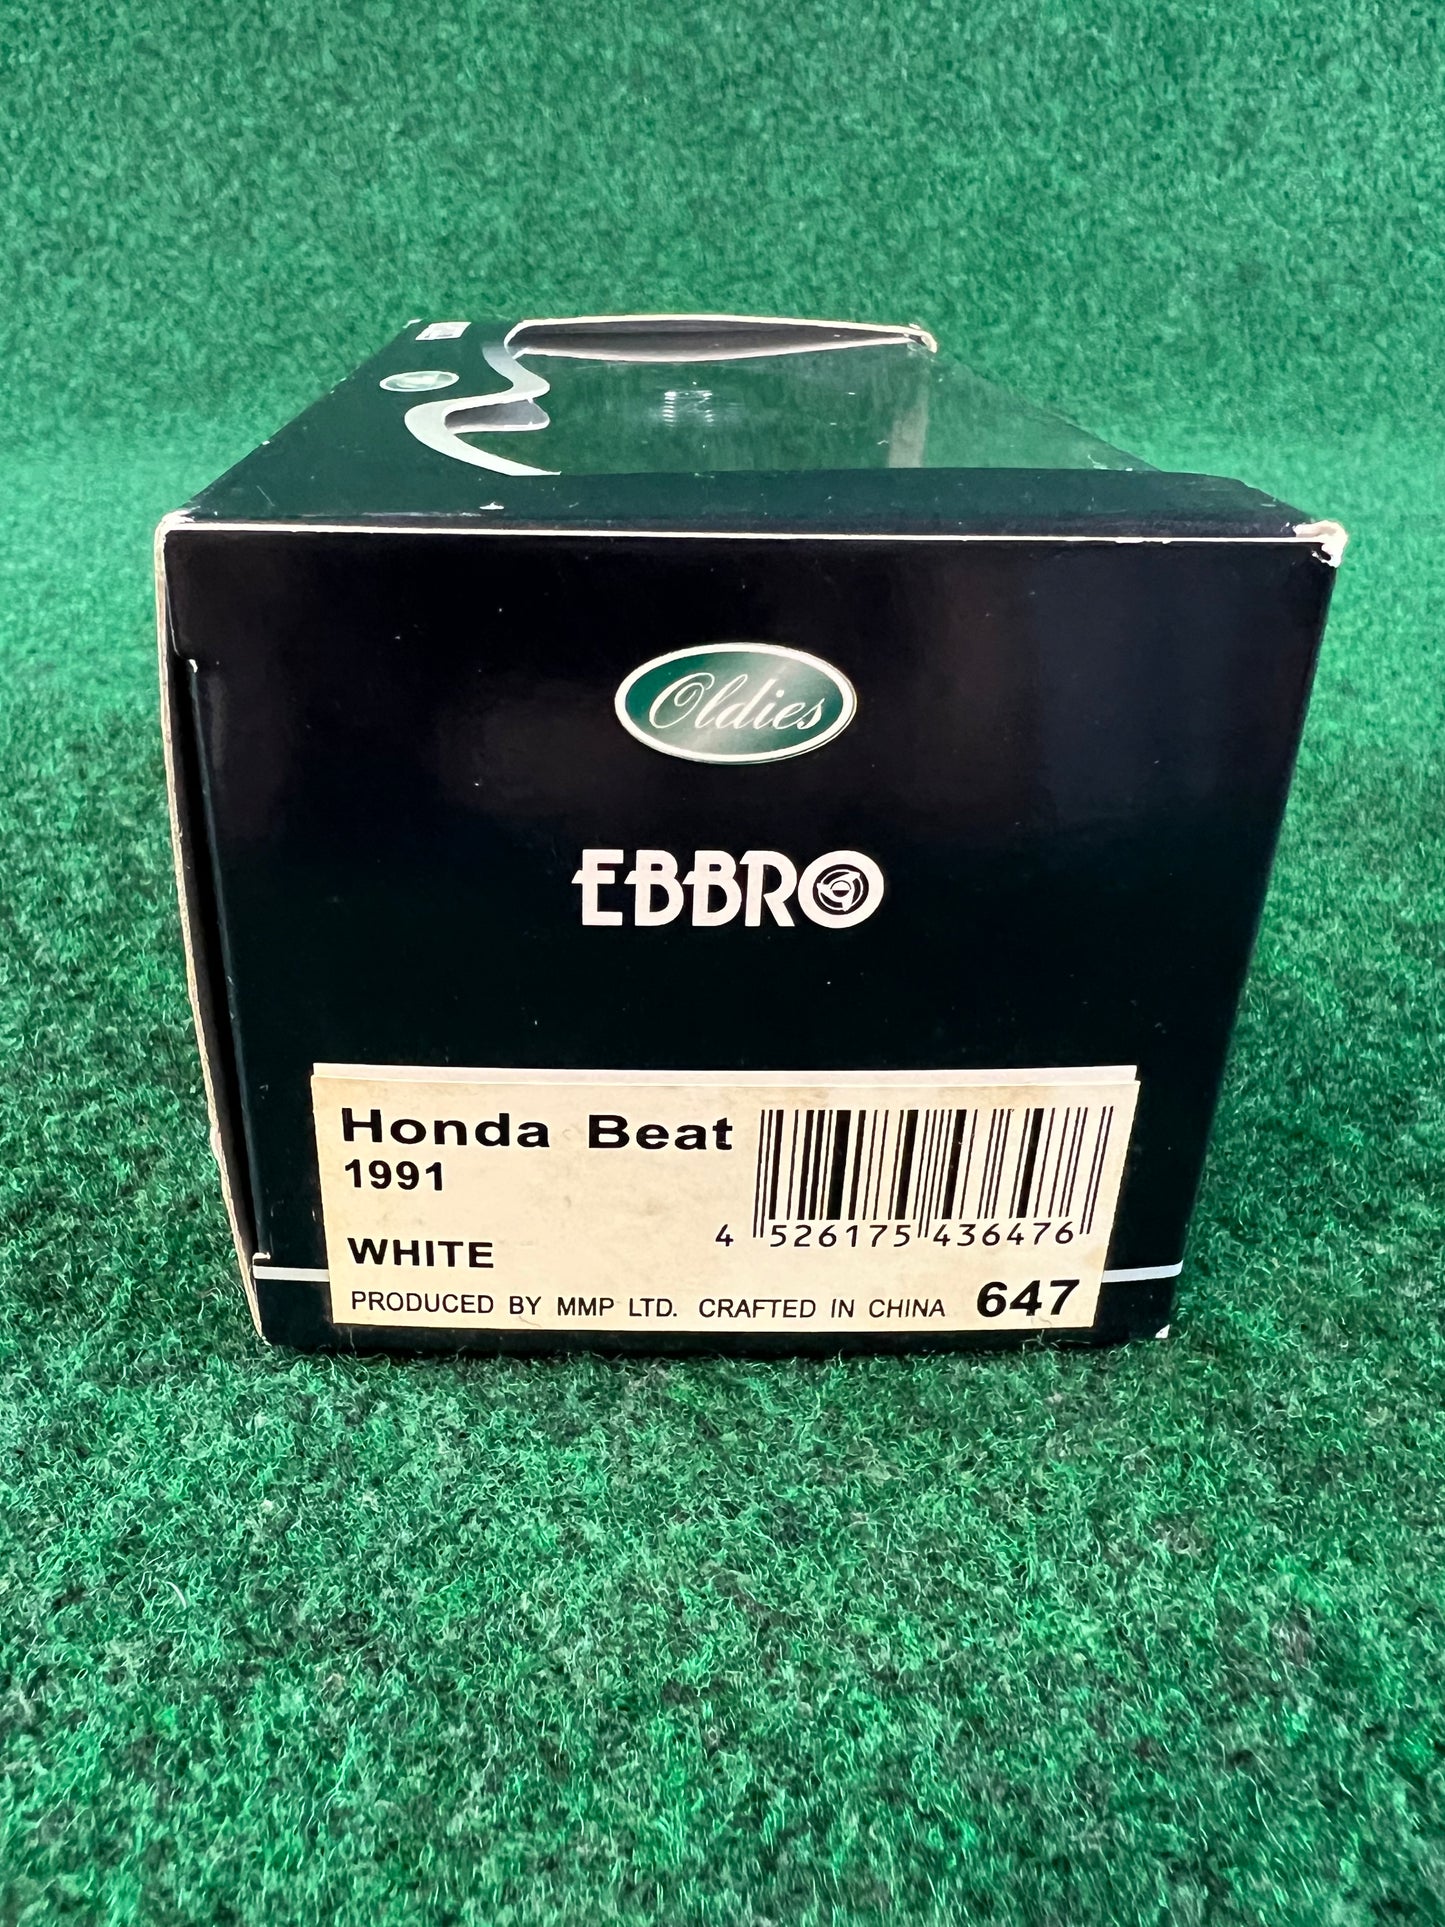 Oldies
EBBRO
Honda Beat
1991
WHITE
4 526175 436476
PRODUCED BY MMP LTD. CRAFTED IN CHINA 647